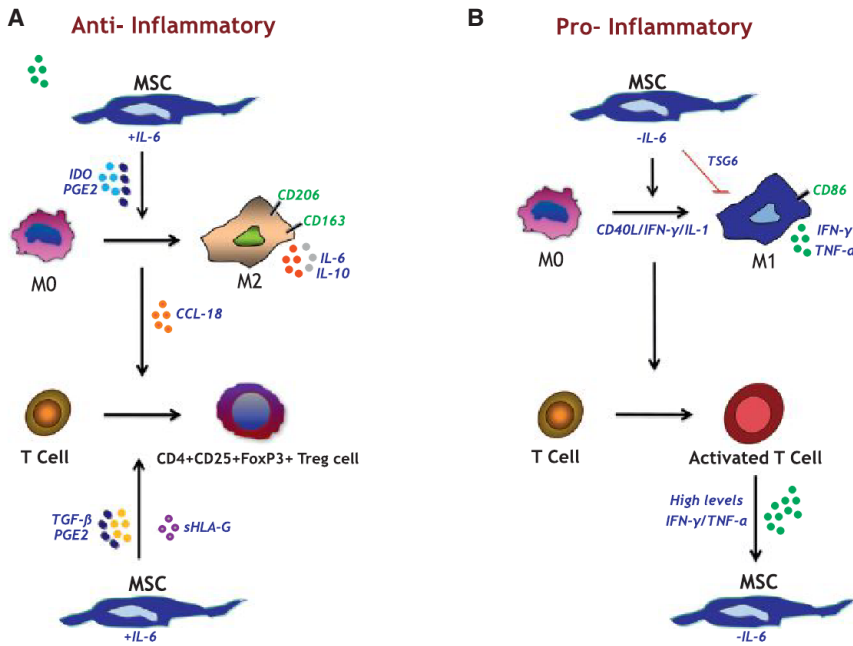 A
Anti- Inflammatory
MSC
+IL-6
IDO
PGE2
CD206
CD163
M0
M2
IL-6
IL-10
CCL-18
T Cell
CD4+CD25+FoxP3+ Treg cell
TGF-β
PGE2
sHLA-G
MSC
+IL-6
B
Pro- Inflammatory
MSC
-IL-6
TSG6
CD86
CD40L/IFN-γ/IL-1
M0
M1
IFN-γ
TNF-α
T Cell
Activated T Cell
High levels
IFN-γ/TNF-α
MSC
-IL-6